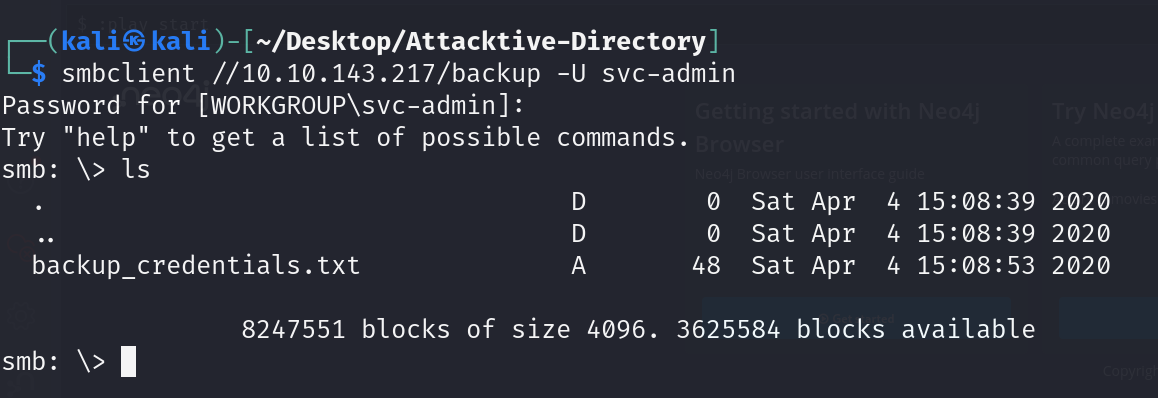 $ :play start
┌──(kali㉿kali)-[~/Desktop/Attacktive-Directory]
└─$ smbclient //10.10.143.217/backup -U svc-admin
Password for [WORKGROUP\svc-admin]:
Try "help" to get a list of possible commands.
smb: \> ls
  .                                   D        0  Sat Apr  4 15:08:39 2020
  ..                                  D        0  Sat Apr  4 15:08:39 2020
  backup_credentials.txt              A       48  Sat Apr  4 15:08:53 2020
                8247551 blocks of size 4096. 3625584 blocks available
smb: \>
neo4j
Getting started with Neo4j
Browser
Neo4j Browser user interface guide
Try Neo4j
A complete
common query
Copyrigh